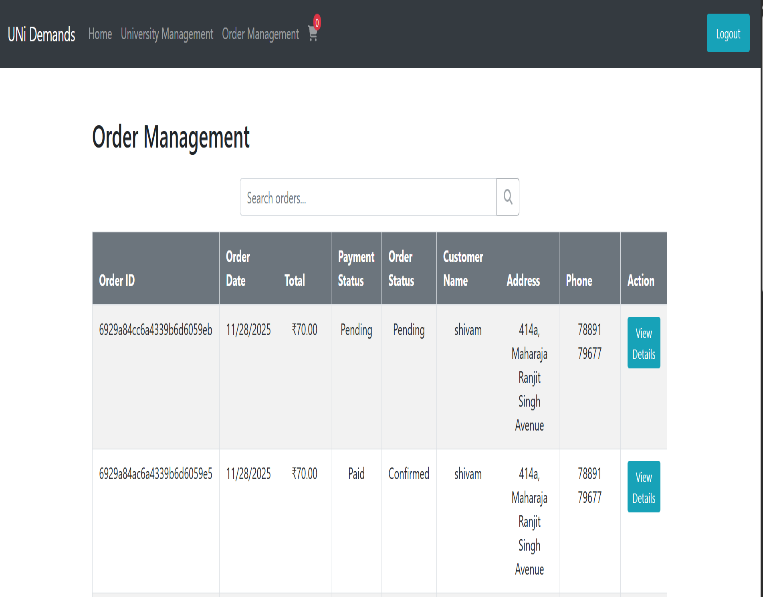 UNi Demands Home University Management Order Management 0 Logout
Order Management
Search orders...
Order ID Order Date Total Payment Status Order Status Customer Name Address Phone Action
6929a84cc6a4339b6d6059eb 11/28/2025 ₹70.00 Pending Pending shivam 414a, 78891 View
Maharaja 79677 Details
Ranjit
Singh
Avenue
6929a84ac6a4339b6d6059e5 11/28/2025 ₹70.00 Paid Confirmed shivam 414a, 78891 View
Maharaja 79677 Details
Ranjit
Singh
Avenue